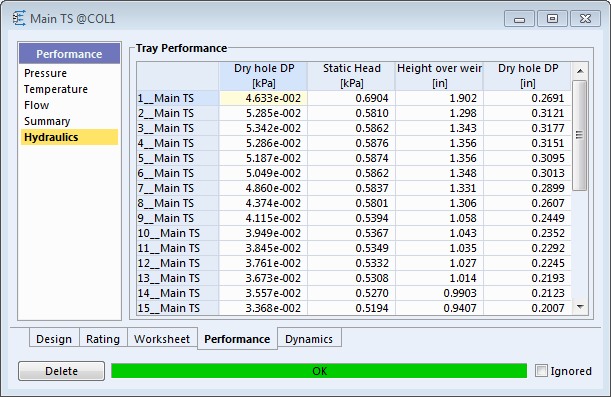 Main TS @COL1
Performance
Pressure
Temperature
Flow
Summary
Hydraulics
Tray Performance
Dry hole DP [kPa] Static Head [kPa] Height over weir [in] Dry hole DP [in]
1__Main TS 4.633e-002 0.6904 1.902 0.2691
2__Main TS 5.285e-002 0.5810 1.298 0.3121
3__Main TS 5.342e-002 0.5862 1.343 0.3177
4__Main TS 5.286e-002 0.5876 1.356 0.3151
5__Main TS 5.187e-002 0.5874 1.356 0.3095
6__Main TS 5.049e-002 0.5862 1.348 0.3013
7__Main TS 4.860e-002 0.5837 1.331 0.2899
8__Main TS 4.374e-002 0.5801 1.306 0.2607
9__Main TS 4.115e-002 0.5394 1.058 0.2449
10__Main TS 3.949e-002 0.5367 1.043 0.2352
11__Main TS 3.845e-002 0.5349 1.035 0.2292
12__Main TS 3.761e-002 0.5332 1.027 0.2245
13__Main TS 3.673e-002 0.5308 1.014 0.2193
14__Main TS 3.557e-002 0.5270 0.9903 0.2123
15__Main TS 3.368e-002 0.5194 0.9407 0.2007
Design Rating Worksheet Performance Dynamics
Delete OK Ignored